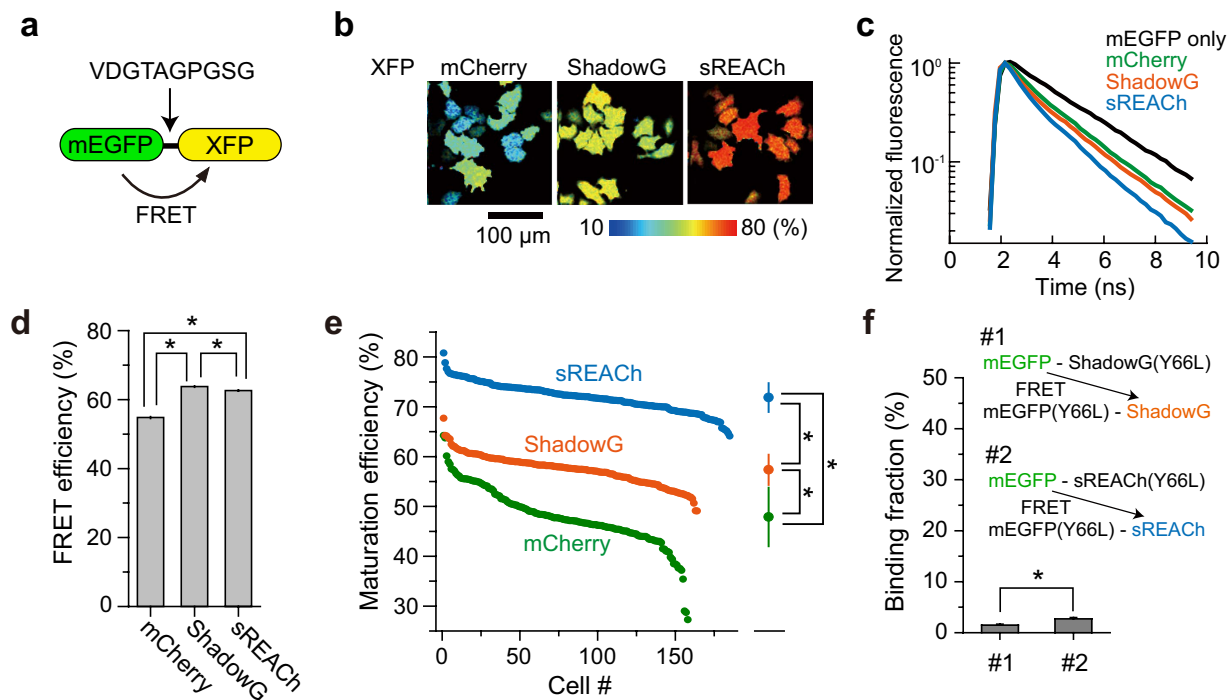 a
VDGTAGPGSG
mEGFP
XFP
FRET
b
XFP
mCherry
ShadowG
sREACh
100 µm
10
80 (%)
c
mEGFP only
mCherry
ShadowG
sREACh
Normalized fluorescence
10⁰
10⁻¹
0
2
4
6
8
10
Time (ns)
d
FRET efficiency (%)
80
60
40
20
0
*
* *
mCherry
ShadowG
sREACh
e
Maturation efficiency (%)
80
70
60
50
40
30
0
50
100
150
Cell #
sREACh
ShadowG
mCherry
*
*
*
f
Binding fraction (%)
50
40
30
20
10
0
#1
mEGFP - ShadowG(Y66L)
FRET
mEGFP(Y66L) - ShadowG
#2
mEGFP - sREACh(Y66L)
FRET
mEGFP(Y66L) - sREACh
*
#1
#2